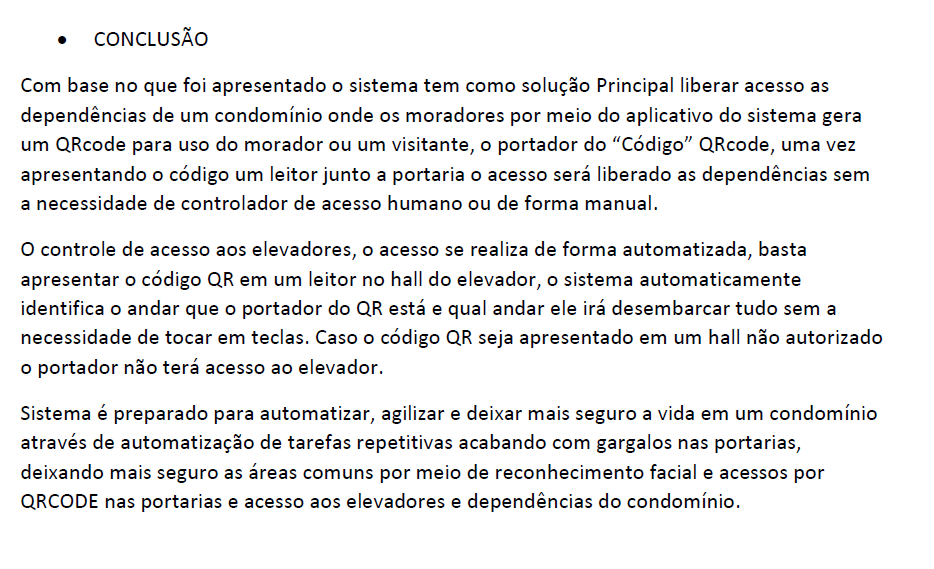 • CONCLUSÃO
Com base no que foi apresentado o sistema tem como solução Principal liberar acesso as
dependências de um condomínio onde os moradores por meio do aplicativo do sistema gera
um QRcode para uso do morador ou um visitante, o portador do “Código” QRcode, uma vez
apresentando o código um leitor junto a portaria o acesso será liberado as dependências sem
a necessidade de controlador de acesso humano ou de forma manual.
O controle de acesso aos elevadores, o acesso se realiza de forma automatizada, basta
apresentar o código QR em um leitor no hall do elevador, o sistema automaticamente
identifica o andar que o portador do QR está e qual andar ele irá desembarcar tudo sem a
necessidade de tocar em teclas. Caso o código QR seja apresentado em um hall não autorizado
o portador não terá acesso ao elevador.
Sistema é preparado para automatizar, agilizar e deixar mais seguro a vida em um condomínio
através de automatização de tarefas repetitivas acabando com gargalos nas portarias,
deixando mais seguro as áreas comuns por meio de reconhecimento facial e acessos por
QRCODE nas portarias e acesso aos elevadores e dependências do condomínio.